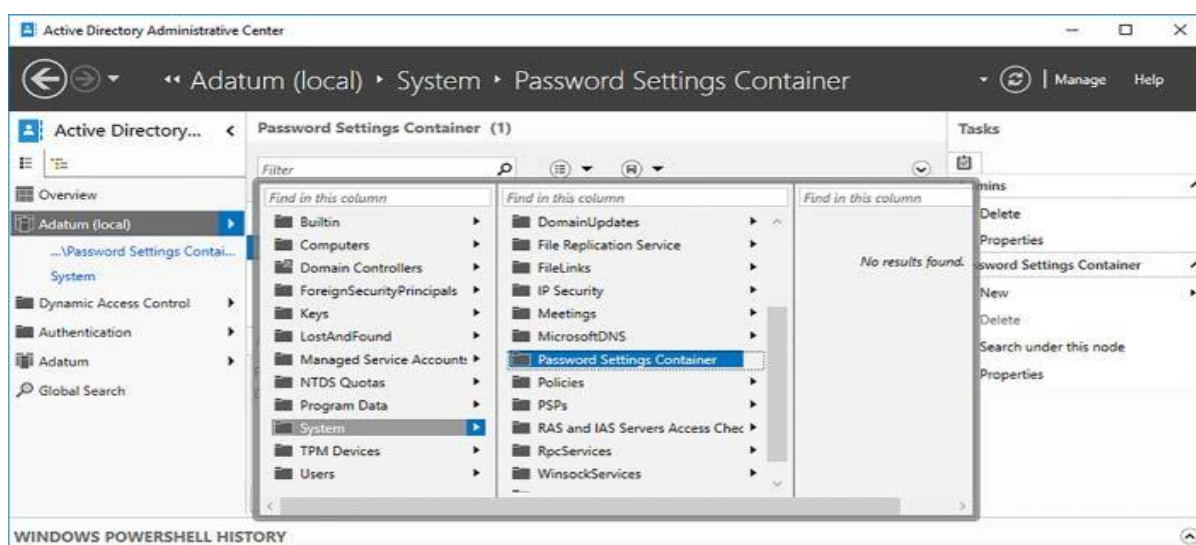 Active Directory Administrative Center
Adatum (local) System Password Settings Container
Manage Help
Active Directory...
Overview
Adatum (local)
...\Password Settings Contai...
System
Dynamic Access Control
Authentication
Adatum
Global Search
Password Settings Container (1)
Filter
Find in this column
Builtin
Computers
Domain Controllers
ForeignSecurityPrincipals
Keys
LostAndFound
Managed Service Account:
NTDS Quotas
Program Data
System
TPM Devices
Users
Find in this column
DomainUpdates
File Replication Service
FileLinks
IP Security
Meetings
MicrosoftDNS
Password Settings Container
Policies
PSPs
RAS and IAS Servers Access Chec
RpcServices
WinsockServices
Find in this column
No results found.
Tasks
mins
Delete
Properties
sword Settings Container
New
Delete
Search under this node
Properties
WINDOWS POWERSHELL HISTORY